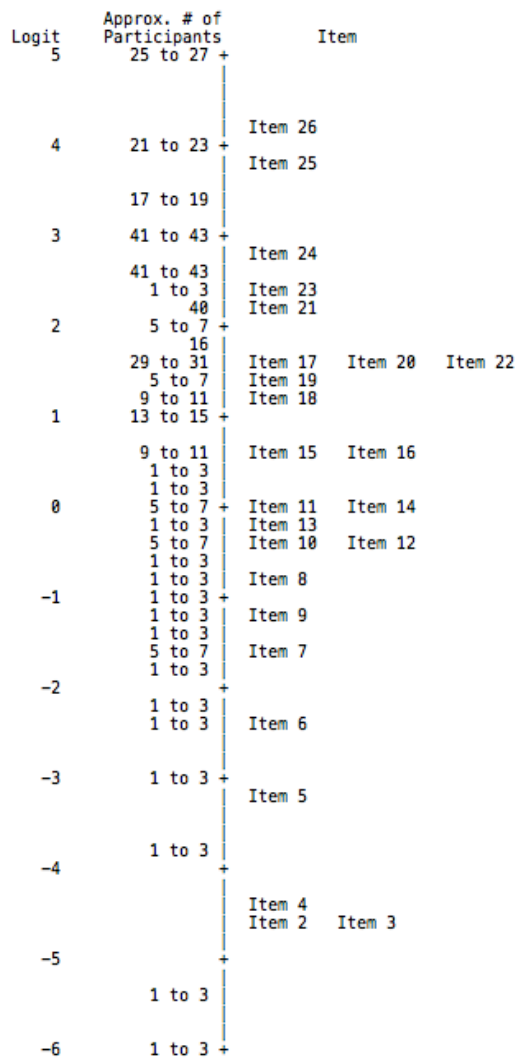 Approx. # of
Logit Participants Item
5 25 to 27 +
Item 26
4 21 to 23 +
Item 25
17 to 19
3 41 to 43 +
Item 24
41 to 43
1 to 3 | Item 23
40 | Item 21
2 5 to 7 +
16 |
29 to 31 | Item 17 Item 20 Item 22
5 to 7 | Item 19
9 to 11 | Item 18
1 13 to 15 +
9 to 11 | Item 15 Item 16
1 to 3 |
1 to 3 |
0 5 to 7 + Item 11 Item 14
1 to 3 | Item 13
5 to 7 | Item 10 Item 12
1 to 3 |
1 to 3 | Item 8
-1 1 to 3 +
1 to 3 | Item 9
1 to 3 |
5 to 7 | Item 7
1 to 3 |
-2 +
1 to 3 |
1 to 3 | Item 6
-3 1 to 3 +
| Item 5
1 to 3 |
-4 +
| Item 4
| Item 2 Item 3
-5 +
1 to 3 |
-6 1 to 3 +